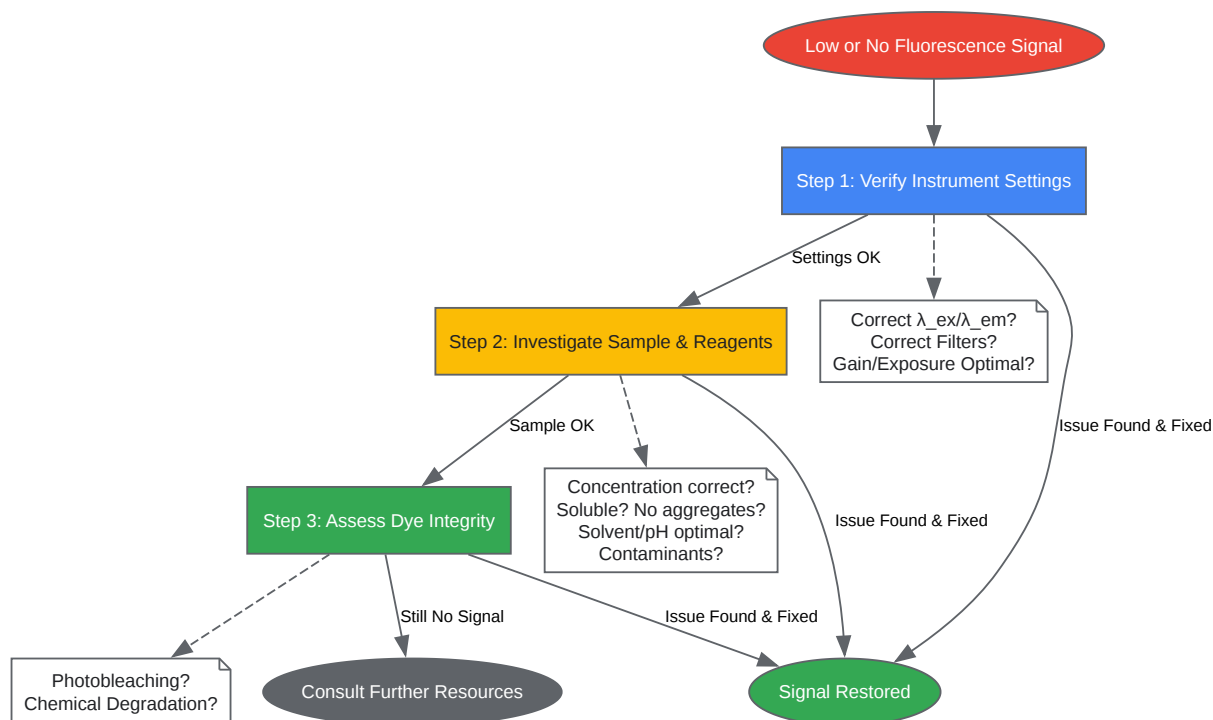 Low or No Fluorescence Signal
Step 1: Verify Instrument Settings
Settings OK
Correct λ_ex/λ_em?
Correct Filters?
Gain/Exposure Optimal?
Step 2: Investigate Sample & Reagents
Sample OK
Issue Found & Fixed
Concentration correct?
Soluble? No aggregates?
Solvent/pH optimal?
Contaminants?
Step 3: Assess Dye Integrity
Issue Found & Fixed
Still No Signal
Issue Found & Fixed
Photobleaching?
Chemical Degradation?
Consult Further Resources
Signal Restored